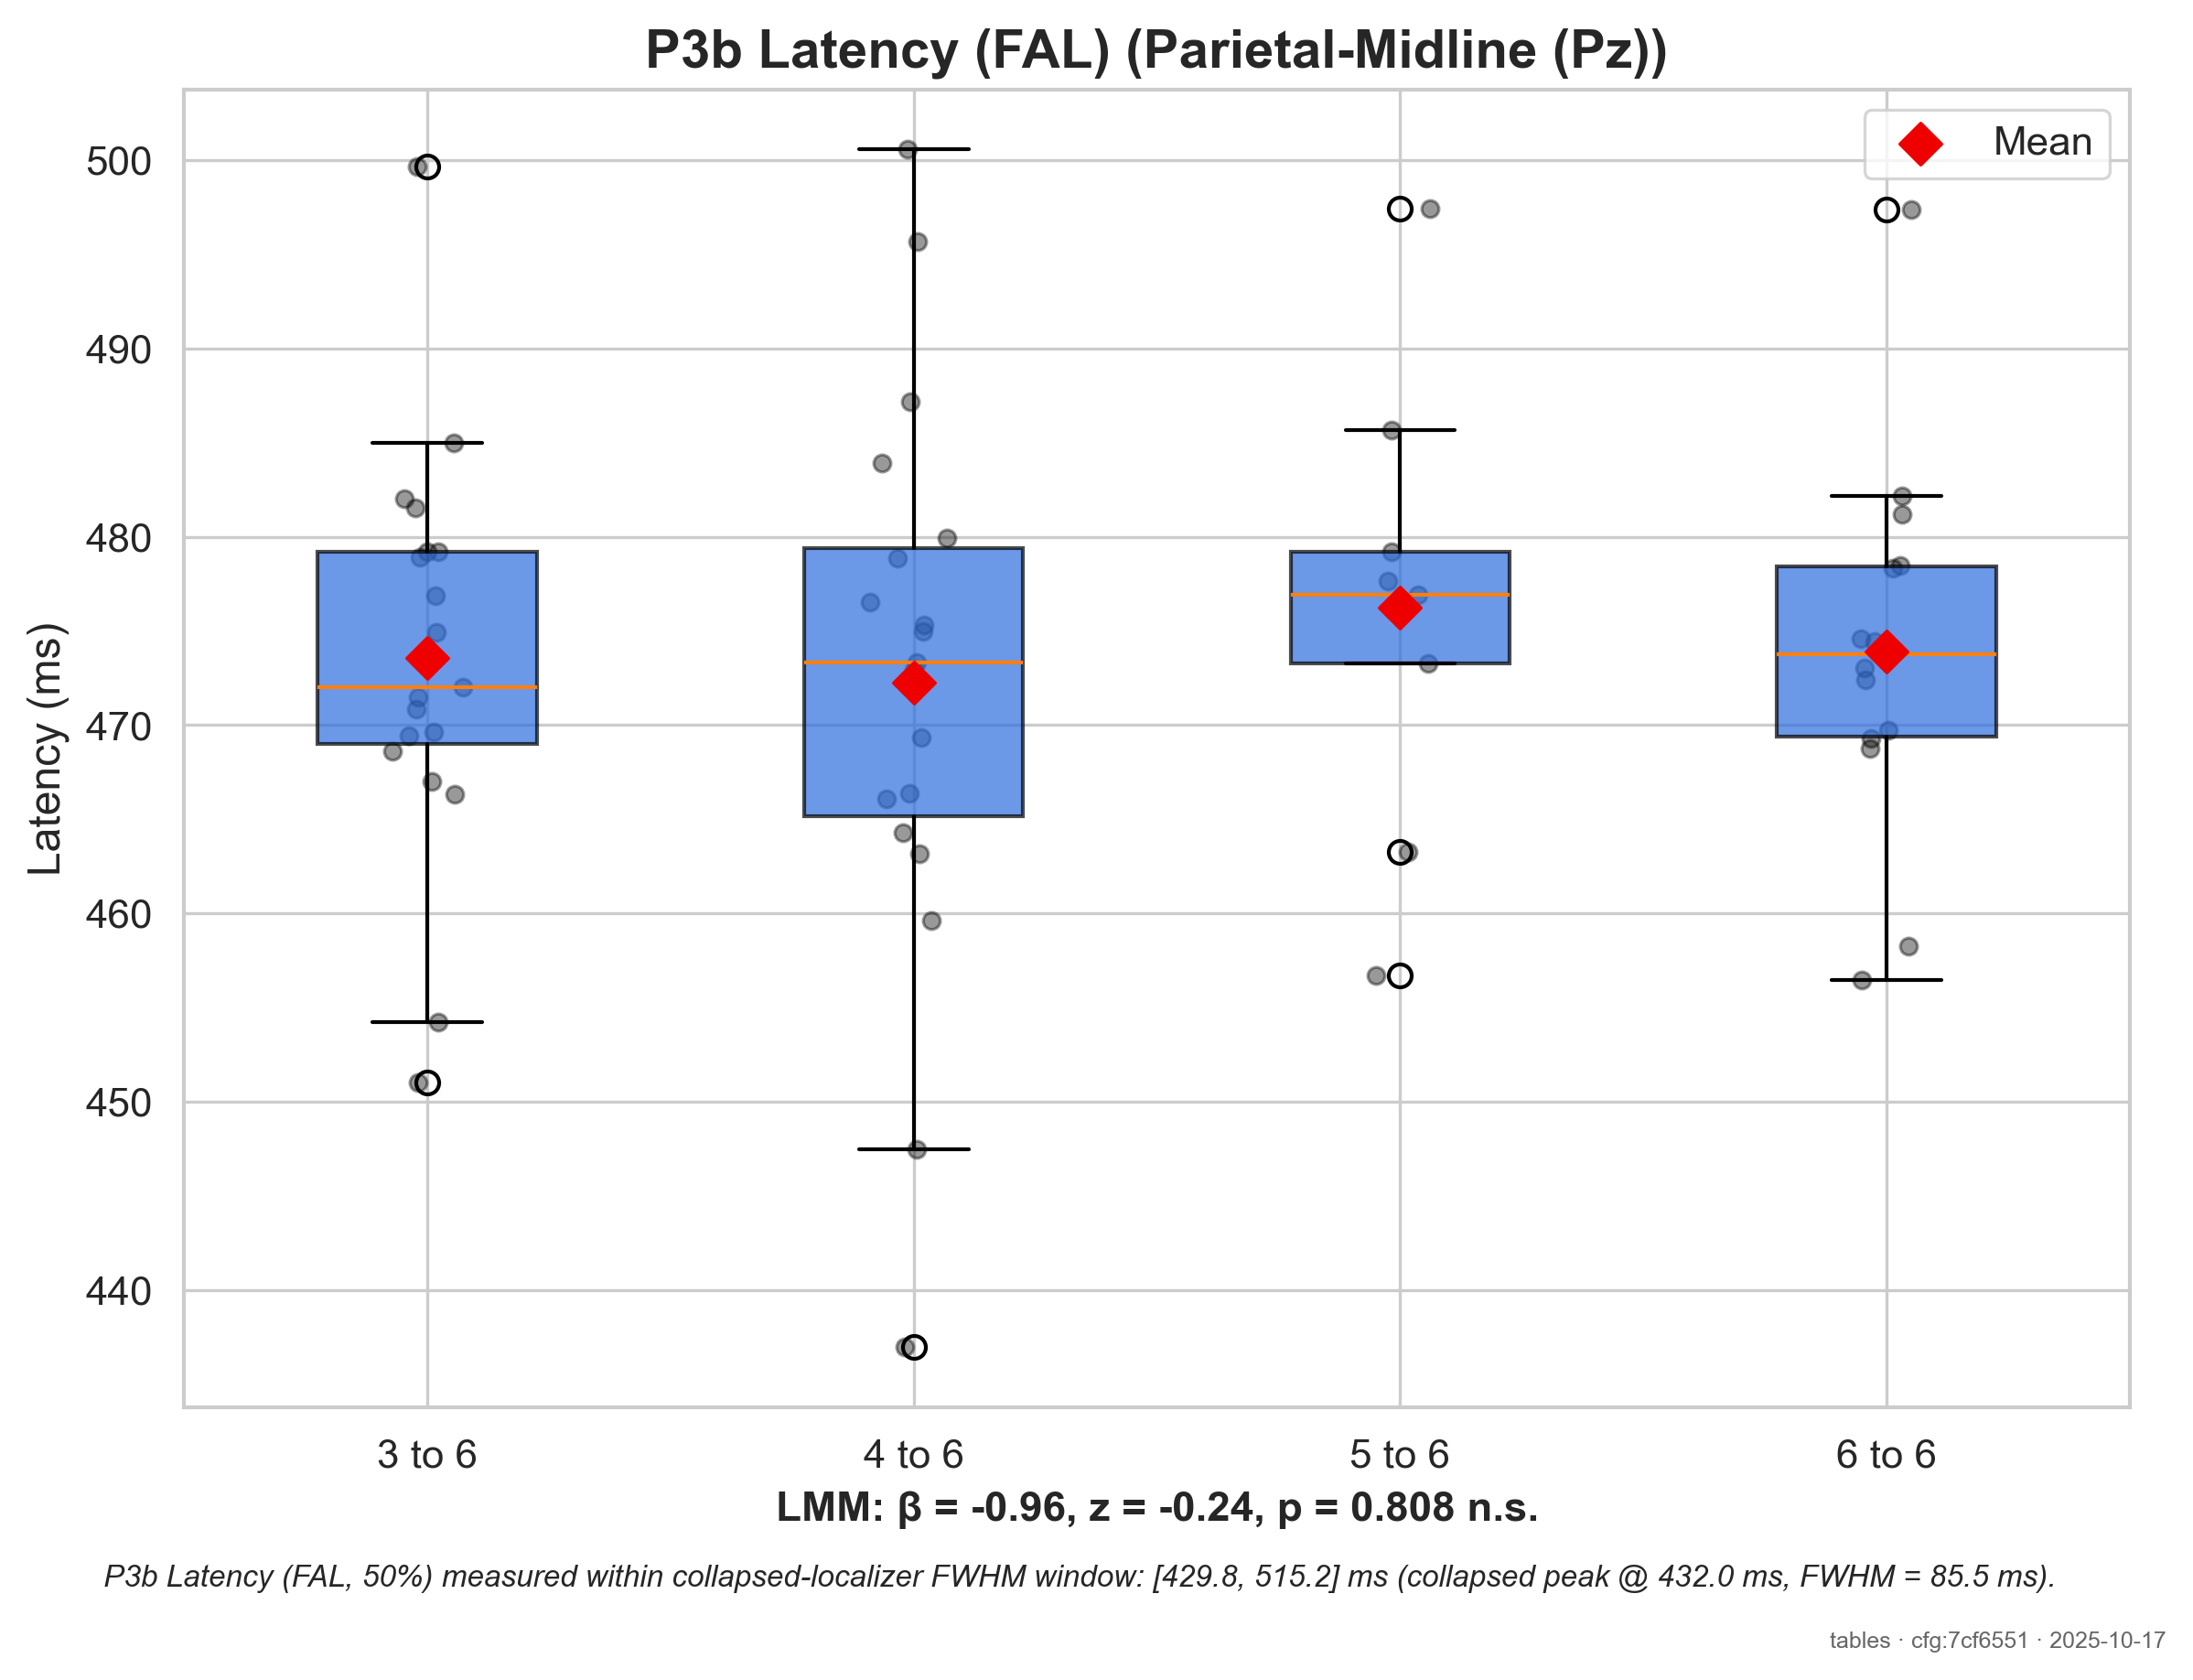 P3b Latency (FAL) (Parietal-Midline (Pz))
Mean
Latency (ms)
500
490
480
470
460
450
440
3 to 6
4 to 6
5 to 6
6 to 6
LMM: β = -0.96, z = -0.24, p = 0.808 n.s.
P3b Latency (FAL, 50%) measured within collapsed-localizer FWHM window: [429.8, 515.2] ms (collapsed peak @ 432.0 ms, FWHM = 85.5 ms).
tables · cfg:7cf6551 · 2025-10-17